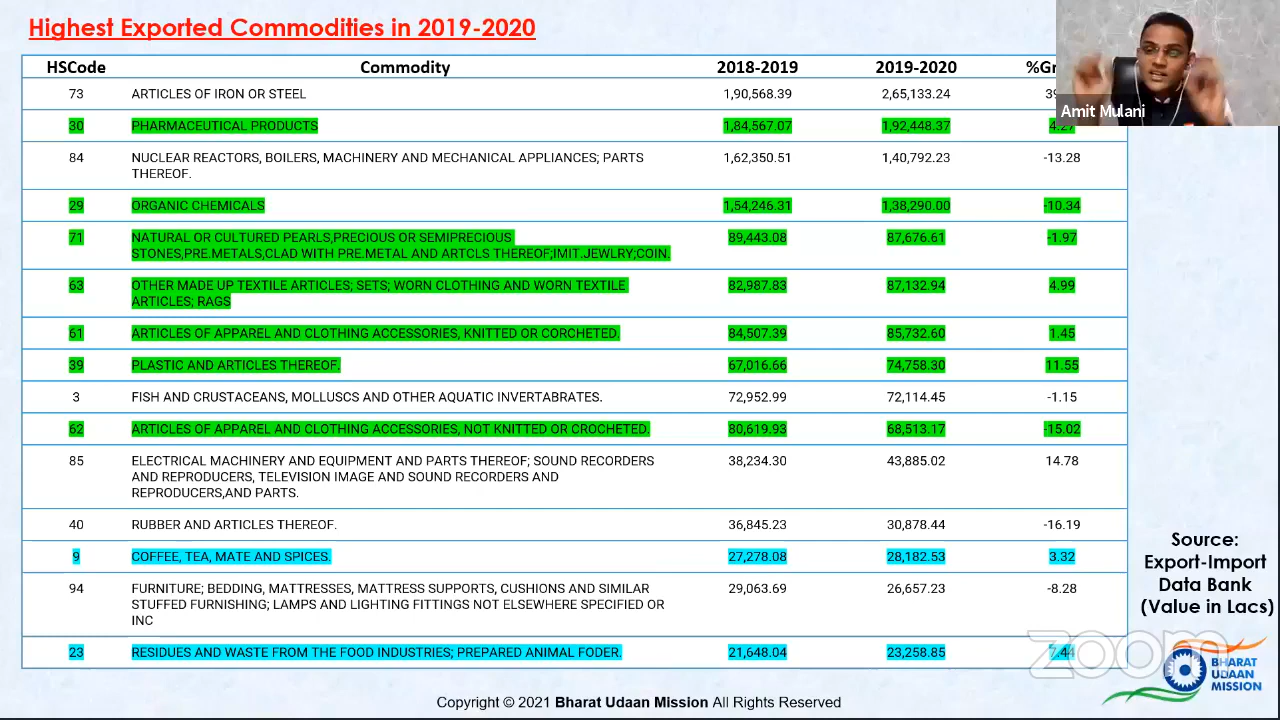 Highest Exported Commodities in 2019-2020
HSCode Commodity 2018-2019 2019-2020
73 ARTICLES OF IRON OR STEEL 1,90,568.39 2,65,133.24
Amit Mulani
30 PHARMACEUTICAL PRODUCTS 1,84,567.07 1,92,448.37 4.27
84 NUCLEAR REACTORS, BOILERS, MACHINERY AND MECHANICAL APPLIANCES; PARTS 1,62,350.51 1,40,792.23 -13.28
THEREOF.
29 ORGANIC CHEMICALS 1,54,246.31 1,38,290.00 -10.34
71 NATURAL OR CULTURED PEARLS,PRECIOUS OR SEMIPRECIOUS 89,443.08 87,676.61 -1.97
STONES,PRE.METALS,CLAD WITH PRE.METAL AND ARTCLS THEREOF;IMIT.JEWLRY;COIN.
63 OTHER MADE UP TEXTILE ARTICLES; SETS; WORN CLOTHING AND WORN TEXTILE 82,987.83 87,132.94 4.99
ARTICLES; RAGS
61 ARTICLES OF APPAREL AND CLOTHING ACCESSORIES, KNITTED OR CORCHETED. 84,507.39 85,732.60 1.45
39 PLASTIC AND ARTICLES THEREOF. 67,016.66 74,758.30 11.55
3 FISH AND CRUSTACEANS, MOLLUSCS AND OTHER AQUATIC INVERTABRATES. 72,952.99 72,114.45 -1.15
62 ARTICLES OF APPAREL AND CLOTHING ACCESSORIES, NOT KNITTED OR CROCHETED. 80,619.93 68,513.17 -15.02
85 ELECTRICAL MACHINERY AND EQUIPMENT AND PARTS THEREOF; SOUND RECORDERS 38,234.30 43,885.02 14.78
AND REPRODUCERS, TELEVISION IMAGE AND SOUND RECORDERS AND
REPRODUCERS,AND PARTS.
40 RUBBER AND ARTICLES THEREOF. 36,845.23 30,878.44 -16.19
9 COFFEE, TEA, MATE AND SPICES. 27,278.08 28,182.53 3.32
94 FURNITURE; BEDDING, MATTRESSES, MATTRESS SUPPORTS, CUSHIONS AND SIMILAR 29,063.69 26,657.23 -8.28
STUFFED FURNISHING; LAMPS AND LIGHTING FITTINGS NOT ELSEWHERE SPECIFIED OR
INC
23 RESIDUES AND WASTE FROM THE FOOD INDUSTRIES; PREPARED ANIMAL FODER. 21,648.04 23,258.85 7.44
Source:
Export-Import
Data Bank
(Value in Lacs)
zoom
BHARAT
UDAAN
MISSION
Copyright © 2021 Bharat Udaan Mission All Rights Reserved